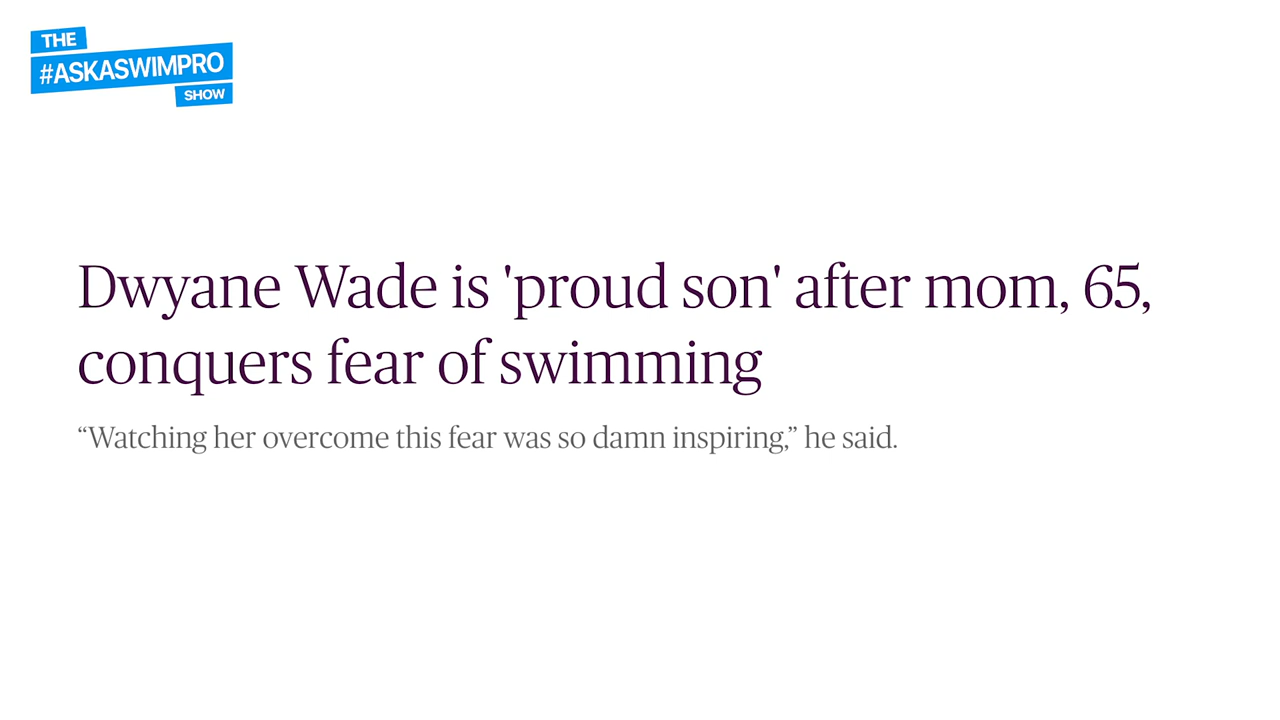 THE
#ASKASWIMPRO
SHOW
Dwyane Wade is 'proud son' after mom, 65,
conquers fear of swimming
“Watching her overcome this fear was so damn inspiring,” he said.